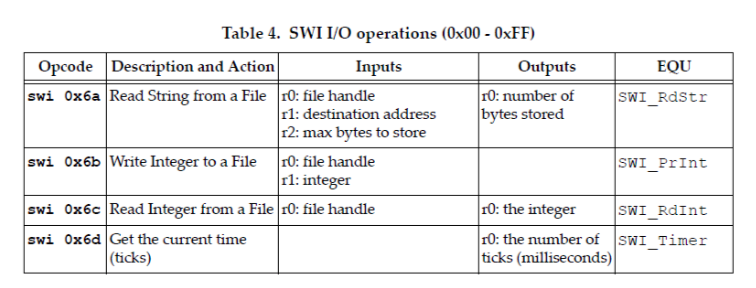 Table 4. SWI I/O operations (0x00 - 0xFF)
Opcode Description and Action Inputs Outputs EQU
swi 0x6a Read String from a File r0: file handle r0: number of SWI_RdStr
r1: destination address bytes stored
r2: max bytes to store
swi 0x6b Write Integer to a File r0: file handle SWI_PrInt
r1: integer
swi 0x6c Read Integer from a File r0: file handle r0: the integer SWI_RdInt
swi 0x6d Get the current time r0: the number of SWI_Timer
(ticks) ticks (milliseconds)